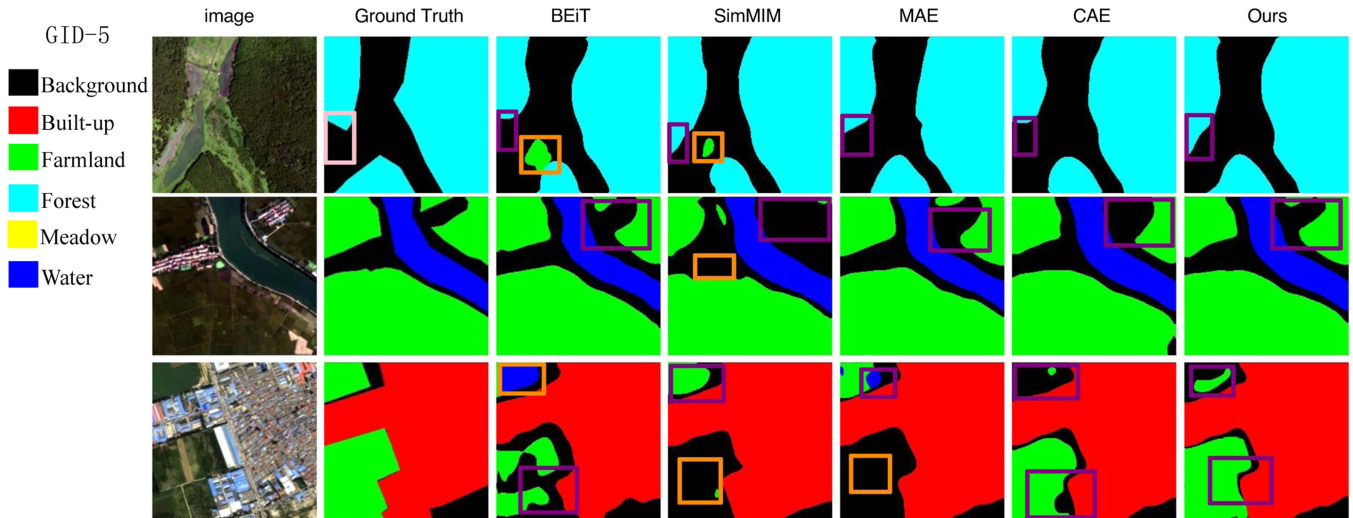 image Ground Truth BEiT SimMIM MAE CAE Ours
GID-5
Background
Built-up
Farmland
Forest
Meadow
Water